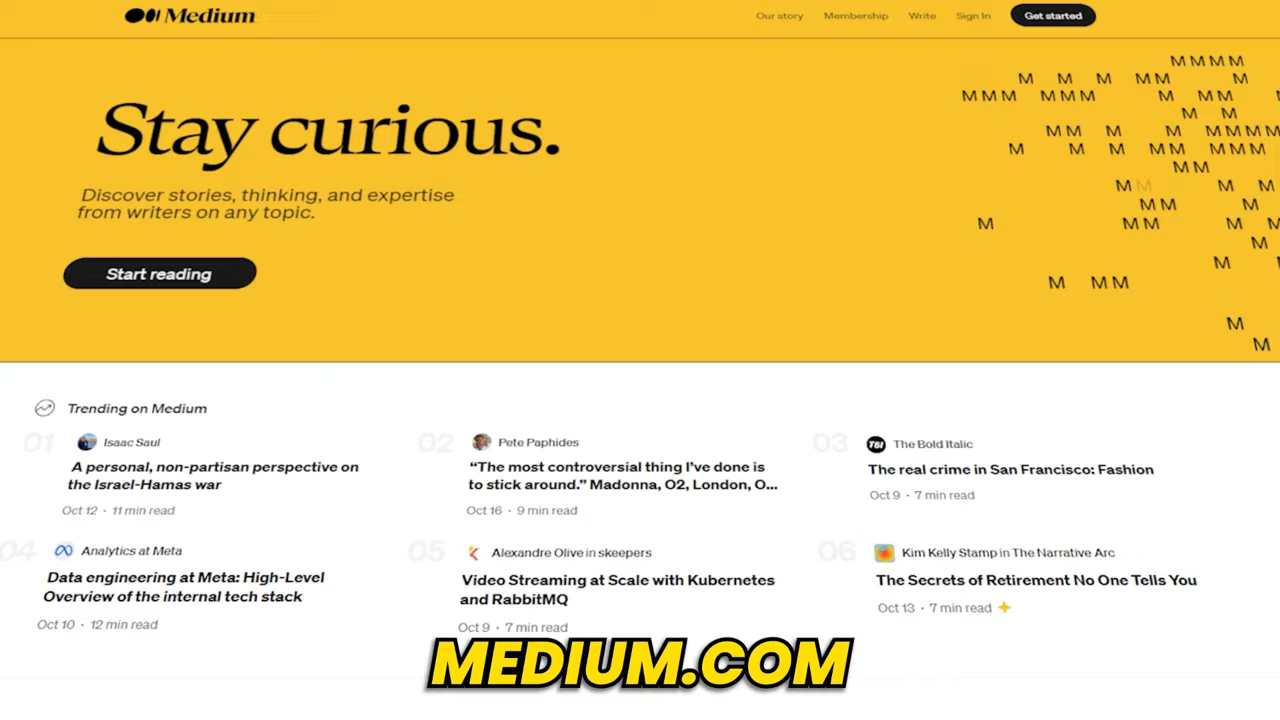 Medium
Our story
Membership
Write
Sign In
Get started
Stay curious.
Discover stories, thinking, and expertise
from writers on any topic.
Start reading
M M M M
M M M M M M
M M M M M M M M M
M M
M M M M M M M M
M M M M M M M M
M M
M M M M
M M M
M M M M M
M
M
M M M
M
M
Trending on Medium
01
Isaac Saul
A personal, non-partisan perspective on
the Israel-Hamas war
Oct 12 · 11 min read
02
Pete Paphides
“The most controversial thing I’ve done is
to stick around.” Madonna, O2, London, O...
Oct 16 · 9 min read
03
TBI
The Bold Italic
The real crime in San Francisco: Fashion
Oct 9 · 7 min read
04
Analytics at Meta
Data engineering at Meta: High-Level
Overview of the internal tech stack
Oct 10 · 12 min read
05
Alexandre Olive in skeepers
Video Streaming at Scale with Kubernetes
and RabbitMQ
Oct 9 · 7 min read
06
Kim Kelly Stamp in The Narrative Arc
The Secrets of Retirement No One Tells You
Oct 13 · 7 min read
MEDIUM.COM